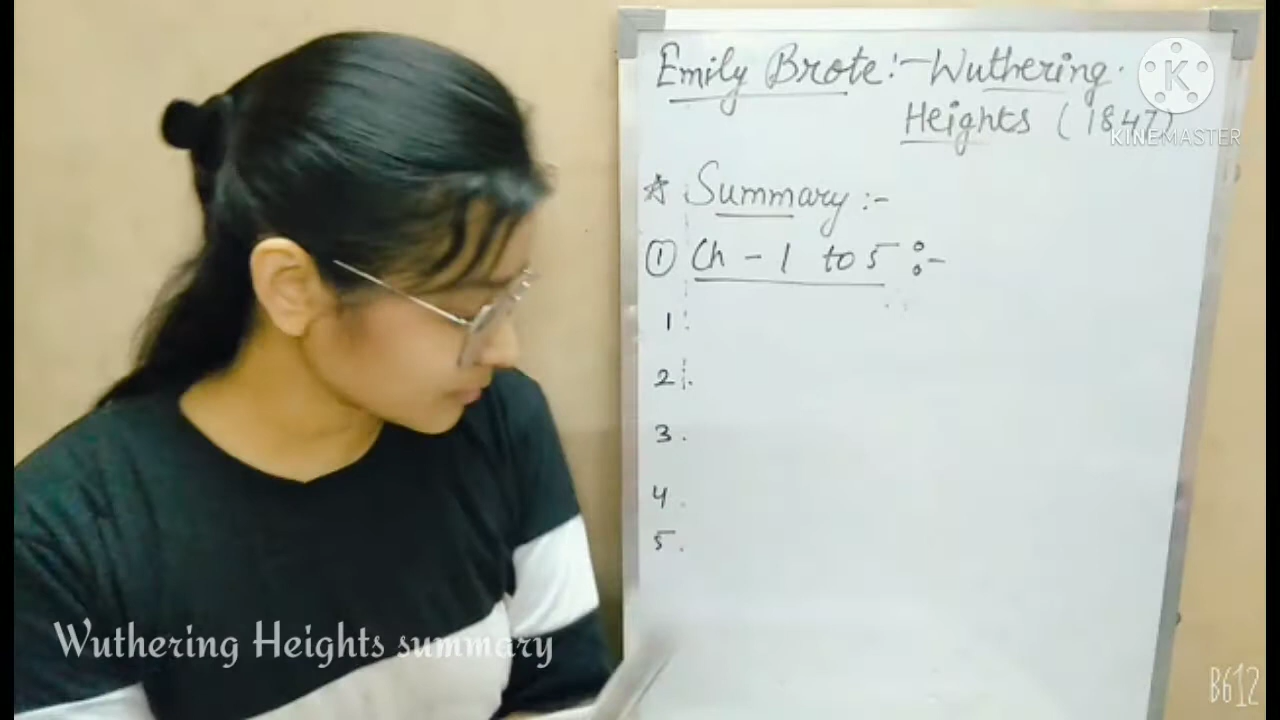 Emily Brote:- Wuthering
Heights (1847)
KINEMASTER
☆ Summary :-
① Ch - 1 to 5 :-
1.
2.
3.
4.
5.
Wuthering Heights summary
B612